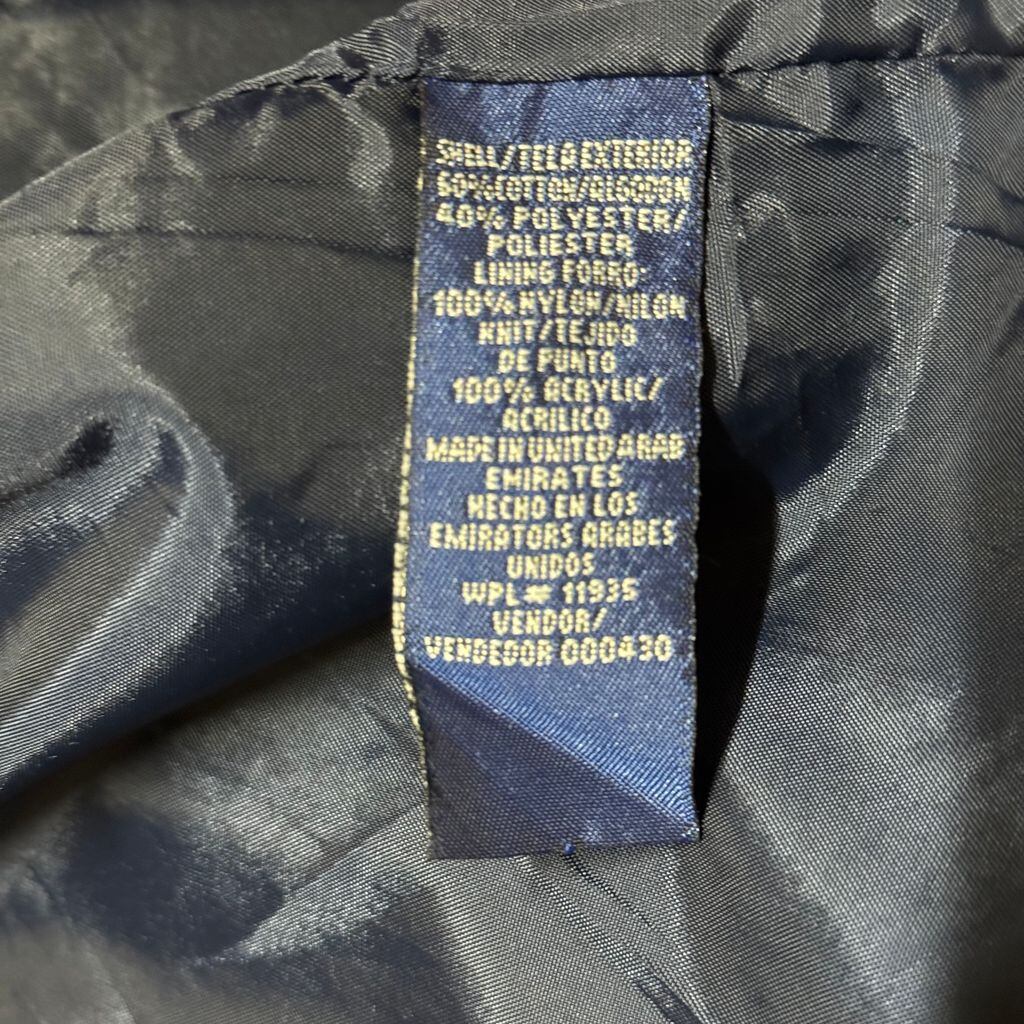 SHELL/TELA EXTERIOR
60% COTTON/ALGODON
40% POLYESTER/
POLIESTER
LINING FORRO:
100% NYLON/NILON
KNIT/TEJIDO
DE PUNTO
100% ACRYLIC/
ACRILICO
MADE IN UNITED ARAB
EMIRATES
HECHO EN LOS
EMIRATORS ARABES
UNIDOS
WPL# 11935
VENDOR/
VENDEDOR 000430